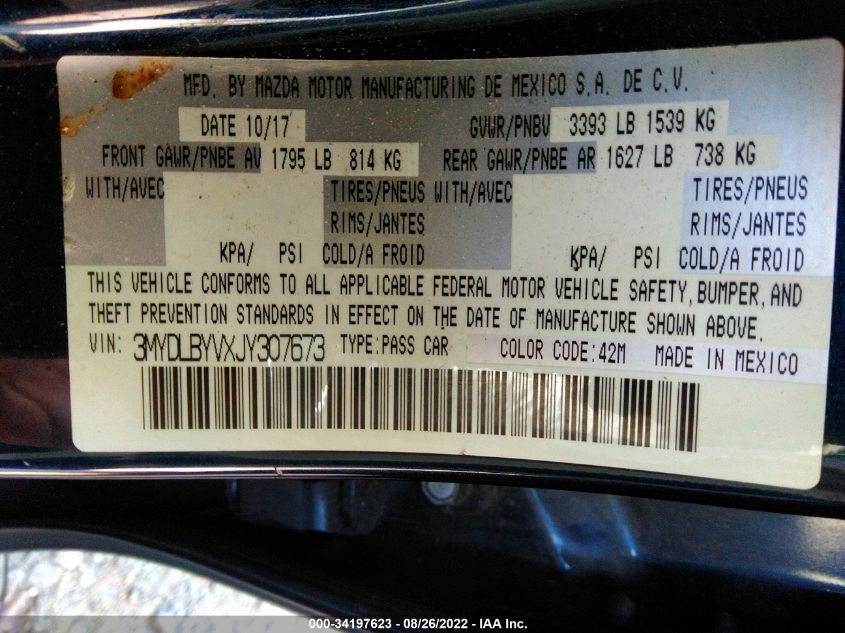 MFD. BY MAZDA MOTOR MANUFACTURING DE MEXICO S.A. DE C.V.
DATE 10/17 GVWR/PNBV 3393 LB 1539 KG
FRONT GAWR/PNBE AV 1795 LB 814 KG REAR GAWR/PNBE AR 1627 LB 738 KG
WITH/AVEC TIRES/PNEUS WITH/AVEC TIRES/PNEUS
RIMS/JANTES RIMS/JANTES
KPA/ PSI COLD/A FROID KPA/ PSI COLD/A FROID
THIS VEHICLE CONFORMS TO ALL APPLICABLE FEDERAL MOTOR VEHICLE SAFETY, BUMPER, AND
THEFT PREVENTION STANDARDS IN EFFECT ON THE DATE OF MANUFACTURE SHOWN ABOVE.
VIN: 3MYDLBYVXJY307673 TYPE:PASS CAR COLOR CODE:42M MADE IN MEXICO
000-34197623 - 08/26/2022 - IAA Inc.